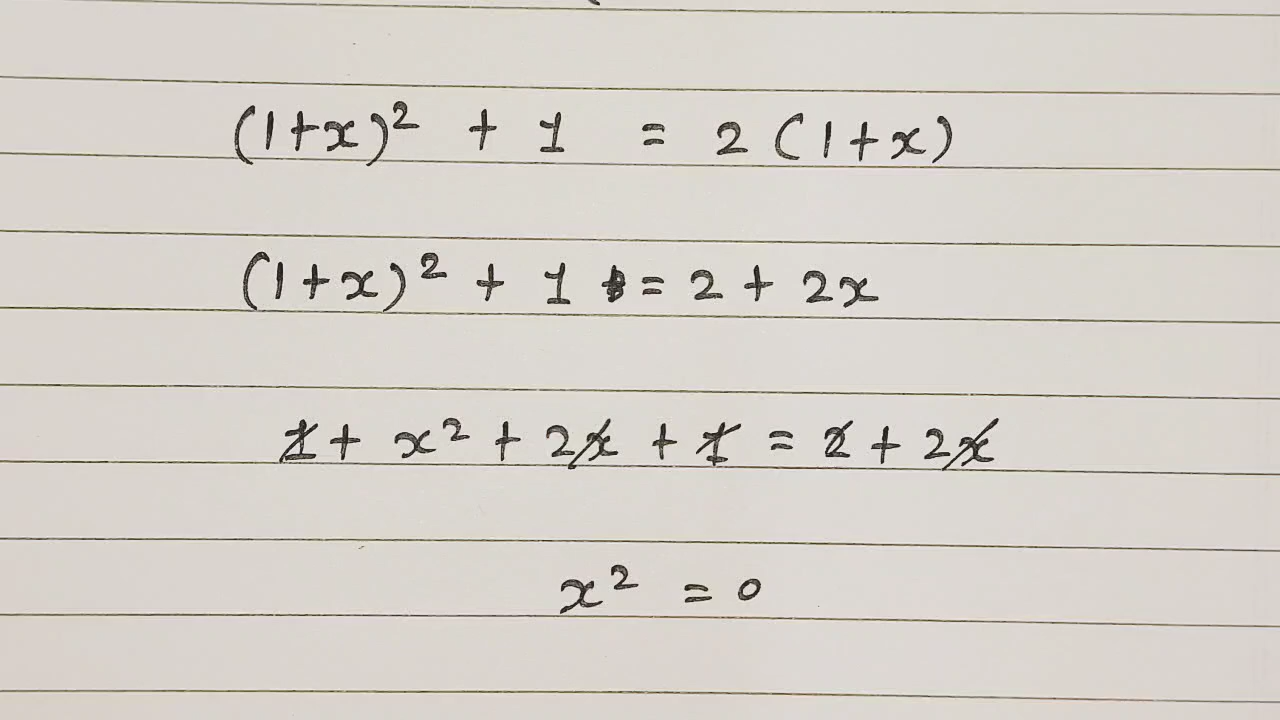 (1+x)² + 1 = 2 (1+x)
(1+x)² + 1 = 2 + 2x
1 + x² + 2x + 1 = 2 + 2x
x² = 0